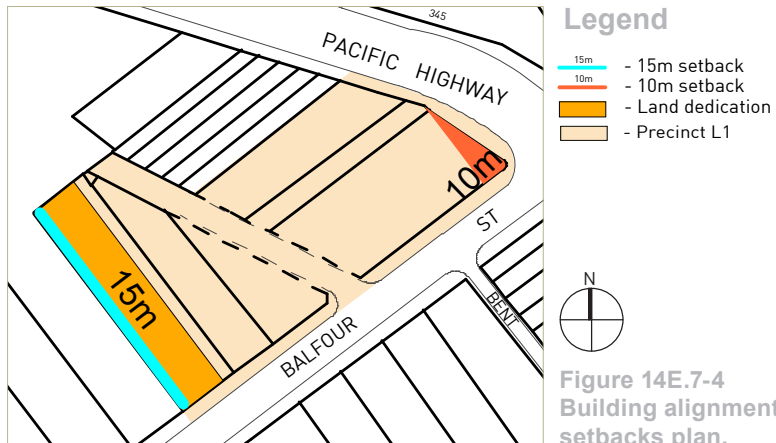 345
PACIFIC HIGHWAY
10m
ST
15m
BALFOUR
BENT
Legend
15m - 15m setback
10m - 10m setback
- Land dedication
- Precinct L1
N
Figure 14E.7-4
Building alignment
setbacks plan.